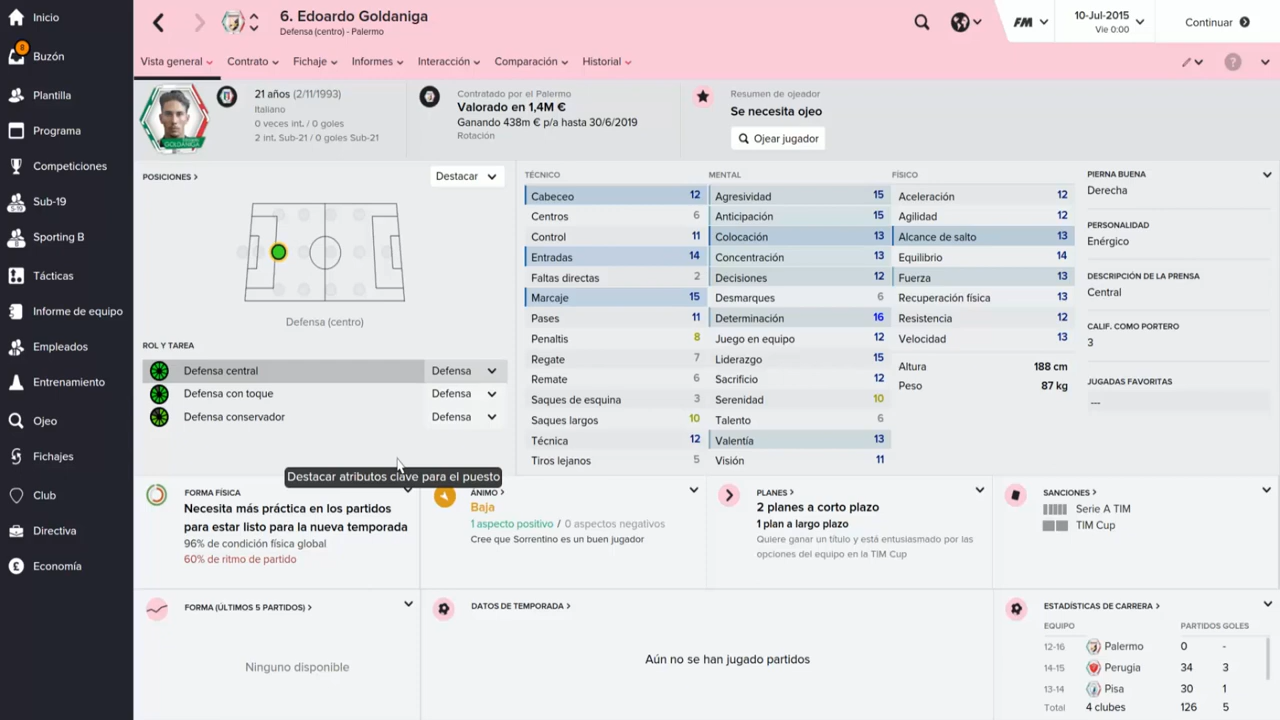 Inicio
8
Buzón
Plantilla
Programa
Competiciones
Sub-19
Sporting B
Tácticas
Informe de equipo
Empleados
Entrenamiento
Ojeo
Fichajes
Club
Directiva
Economía
6. Edoardo Goldaniga
Defensa (centro) - Palermo
FM
10-Jul-2015
Vie 0:00
Continuar
Vista general
Contrato
Fichaje
Informes
Interacción
Comparación
Historial
?
GOLDANIGA
21 años (2/11/1993)
Italiano
0 veces int. / 0 goles
2 int. Sub-21 / 0 goles Sub-21
Contratado por el Palermo
Valorado en 1,4M €
Ganando 438m € p/a hasta 30/6/2019
Rotación
Resumen de ojeador
Se necesita ojeo
Ojear jugador
POSICIONES >
Destacar
Defensa (centro)
ROL Y TAREA
Defensa central Defensa
Defensa con toque Defensa
Defensa conservador Defensa
Destacar atributos clave para el puesto
TÉCNICO
Cabeceo 12
Centros 6
Control 11
Entradas 14
Faltas directas 2
Marcaje 15
Pases 11
Penaltis 8
Regate 7
Remate 6
Saques de esquina 3
Saques largos 10
Técnica 12
Tiros lejanos 5
MENTAL
Agresividad 15
Anticipación 15
Colocación 13
Concentración 13
Decisiones 12
Desmarques 6
Determinación 16
Juego en equipo 12
Liderazgo 15
Sacrificio 12
Serenidad 10
Talento 6
Valentía 13
Visión 11
FÍSICO
Aceleración 12
Agilidad 12
Alcance de salto 13
Equilibrio 14
Fuerza 13
Recuperación física 13
Resistencia 12
Velocidad 13
Altura 188 cm
Peso 87 kg
PIERNA BUENA
Derecha
PERSONALIDAD
Enérgico
DESCRIPCIÓN DE LA PRENSA
Central
CALIF. COMO PORTERO
3
JUGADAS FAVORITAS
---
FORMA FÍSICA
Necesita más práctica en los partidos
para estar listo para la nueva temporada
96% de condición física global
60% de ritmo de partido
ÁNIMO >
Baja
1 aspecto positivo / 0 aspectos negativos
Cree que Sorrentino es un buen jugador
PLANES >
2 planes a corto plazo
1 plan a largo plazo
Quiere ganar un título y está entusiasmado por las
opciones del equipo en la TIM Cup
SANCIONES >
Serie A TIM
TIM Cup
FORMA (ÚLTIMOS 5 PARTIDOS) >
Ninguno disponible
DATOS DE TEMPORADA >
Aún no se han jugado partidos
ESTADÍSTICAS DE CARRERA >
EQUIPO PARTIDOS GOLES
12-16 Palermo 0 -
14-15 Perugia 34 3
13-14 Pisa 30 1
Total 4 clubes 126 5